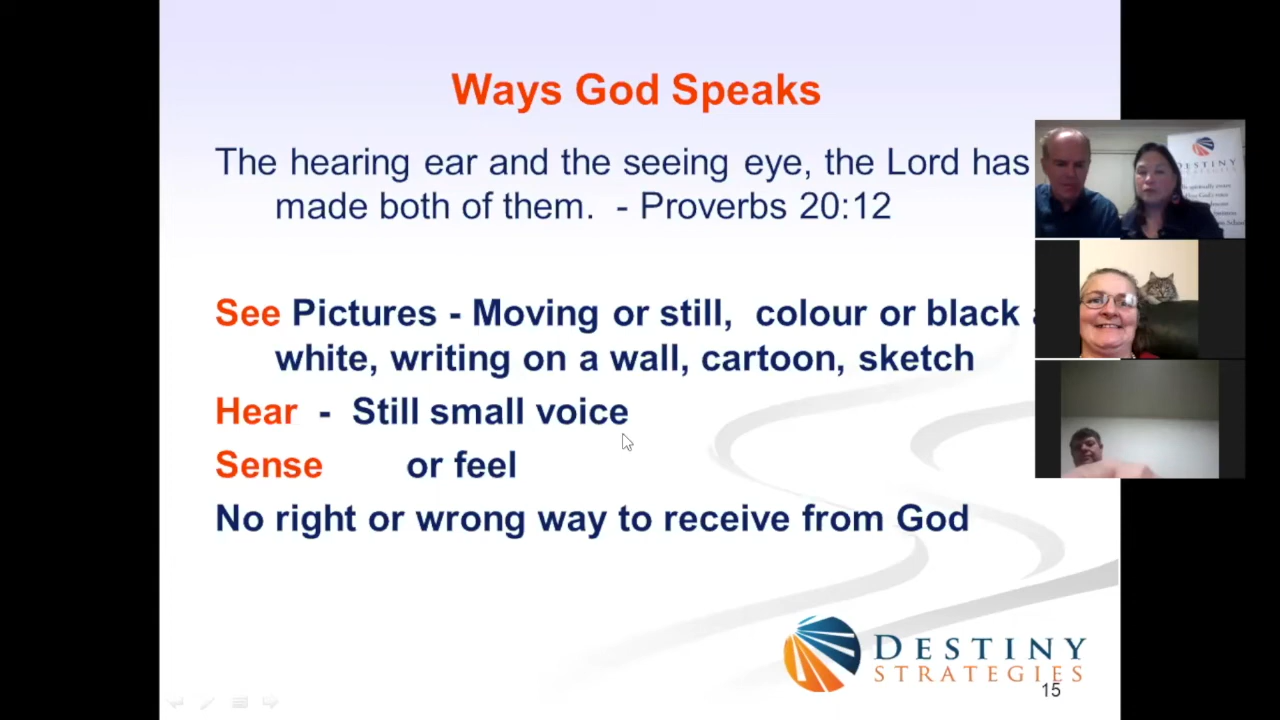 Ways God Speaks
The hearing ear and the seeing eye, the Lord has
made both of them. - Proverbs 20:12
See Pictures - Moving or still, colour or black
white, writing on a wall, cartoon, sketch
Hear - Still small voice
Sense or feel
No right or wrong way to receive from God
DESTINY
STRATEGIES
15
DESTINY
STRATEGIES